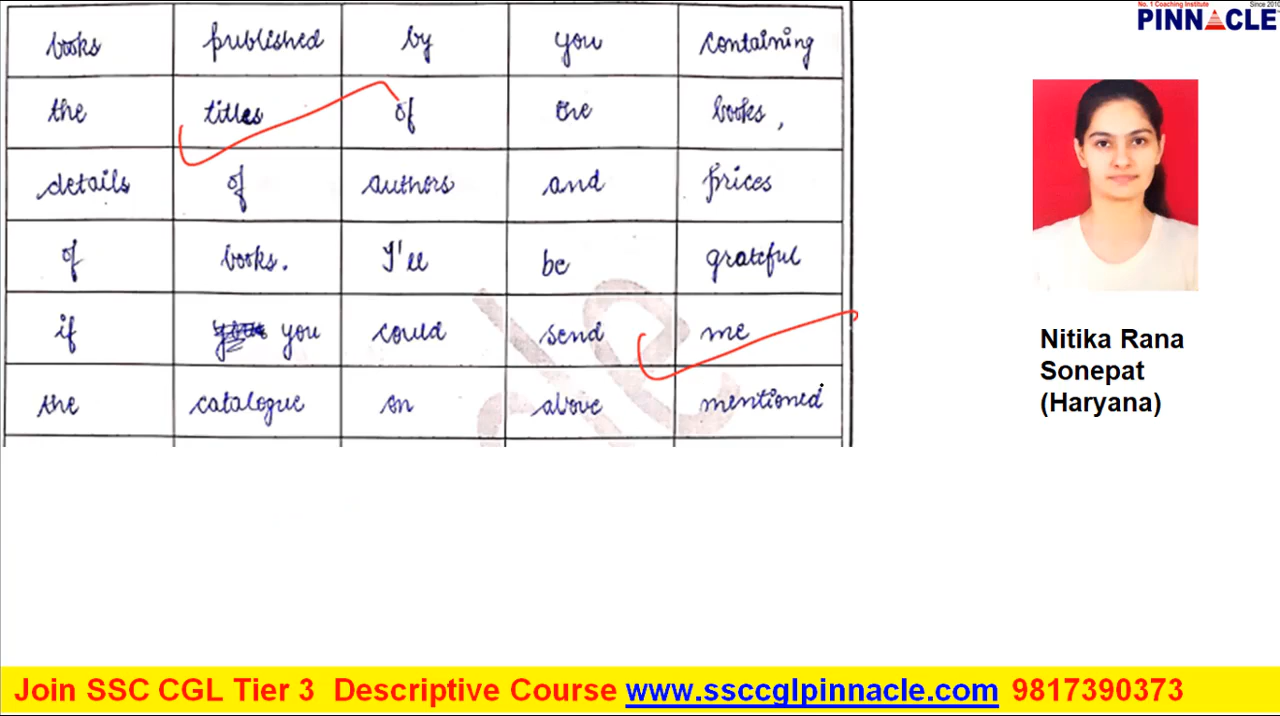 books published by you containing
the titles of the books,
details of authors and prices
of books. I'll be grateful
if you could send me
the catalogue on above mentioned
No. 1 Coaching Institute Since 2010
PINNACLE
Nitika Rana
Sonepat
(Haryana)
Join SSC CGL Tier 3 Descriptive Course www.ssccglpinnacle.com 9817390373